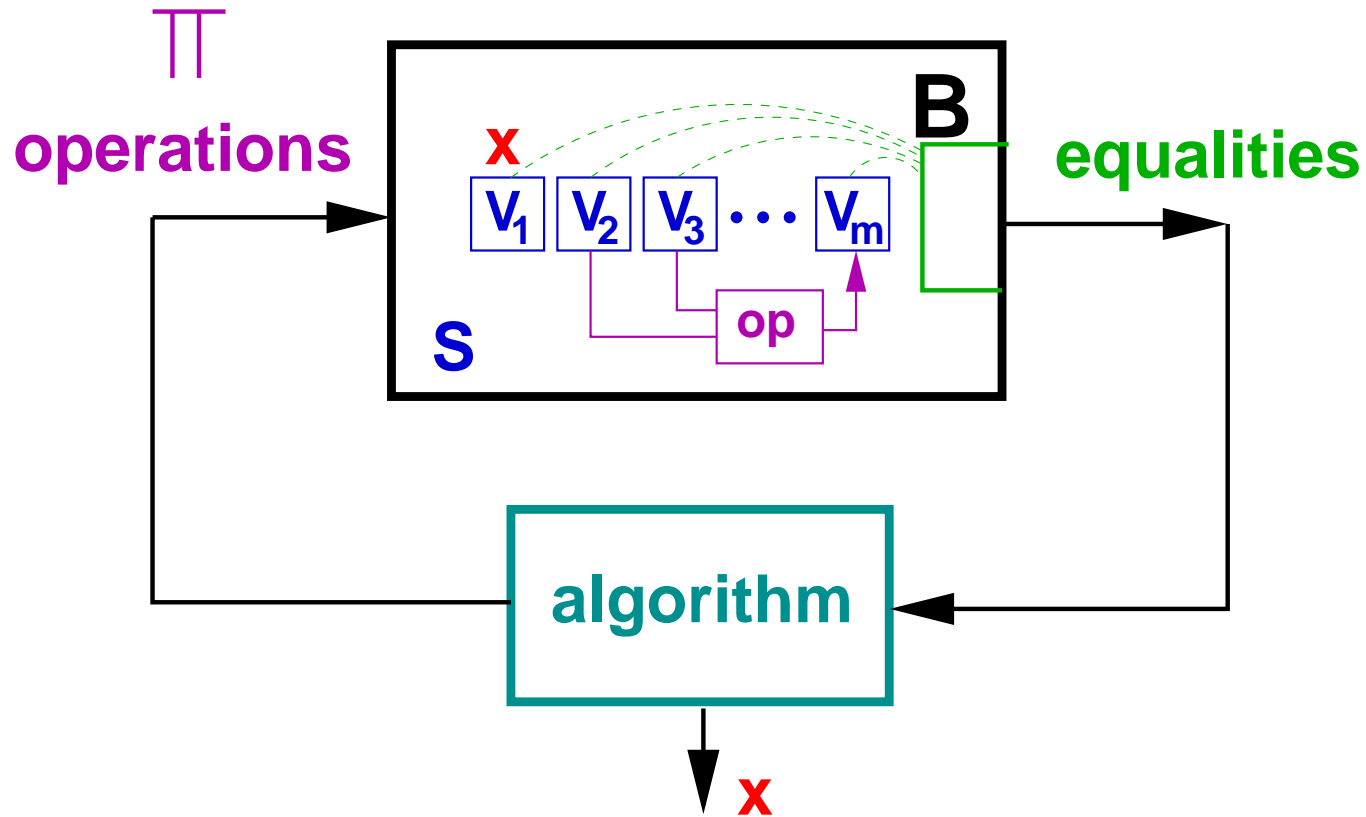 ∏
operations
B
equalities
x
V1 V2 V3 ••• Vm
op
S
algorithm
x